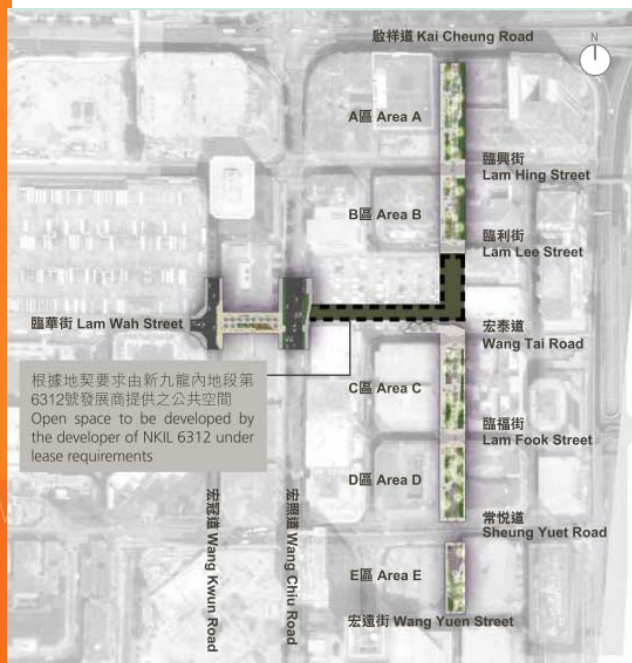 啟祥道 Kai Cheung Road
N
A區 Area A
臨興街
Lam Hing Street
B區 Area B
臨利街
Lam Lee Street
臨華街 Lam Wah Street
宏泰道
Wang Tai Road
根據地契要求由新九龍內地段第
6312號發展商提供之公共空間
Open space to be developed by
the developer of NKIL 6312 under
lease requirements
C區 Area C
臨福街
Lam Fook Street
D區 Area D
宏冠道 Wang Kwun Road
宏照道 Wang Chiu Road
常悅道
Sheung Yuet Road
E區 Area E
宏遠街 Wang Yuen Street